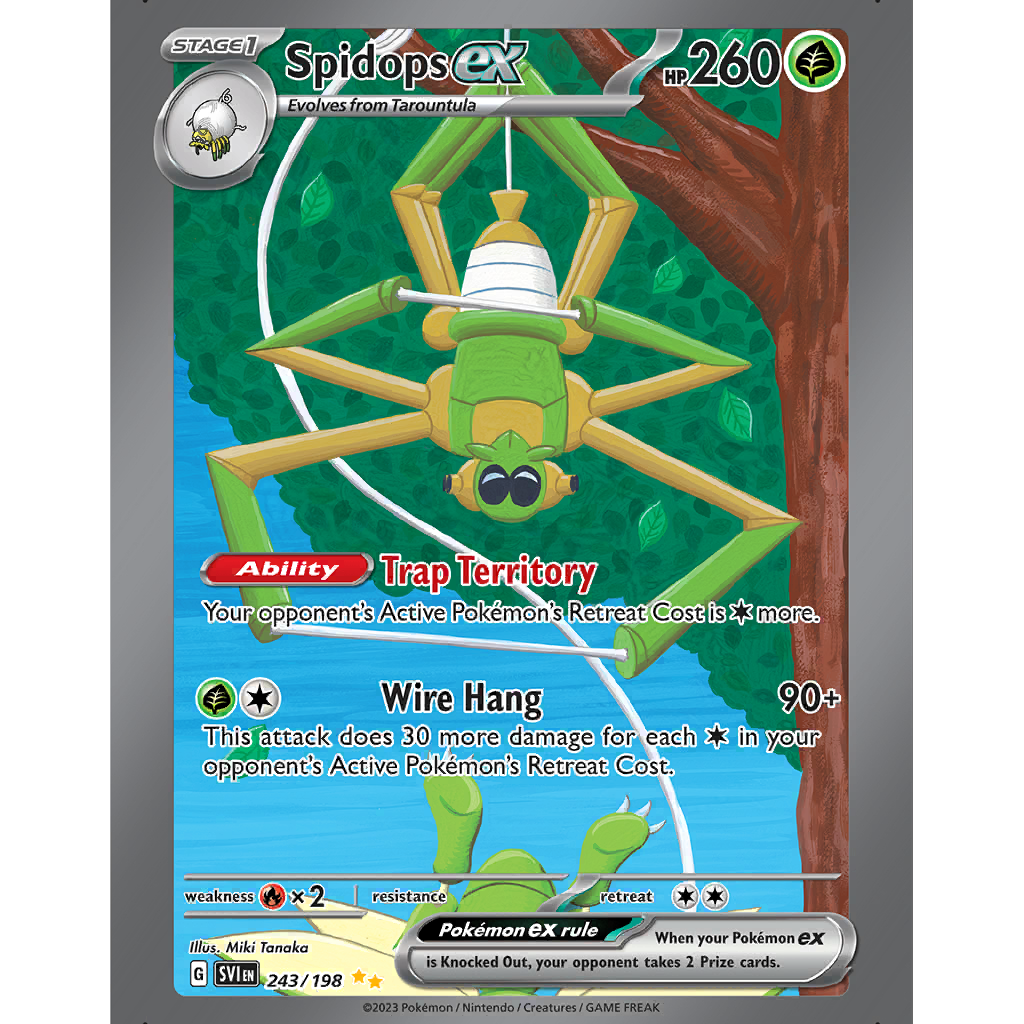 STAGE1 Spidops ex HP 260
Evolves from Tarountula
Ability Trap Territory
Your opponent's Active Pokémon's Retreat Cost is more.
Wire Hang 90+
This attack does 30 more damage for each in your
opponent's Active Pokémon's Retreat Cost.
weakness ×2 resistance retreat
Pokémon ex rule When your Pokémon ex
is Knocked Out, your opponent takes 2 Prize cards.
Illus. Miki Tanaka
G SVI EN 243/198
©2023 Pokémon / Nintendo / Creatures / GAME FREAK